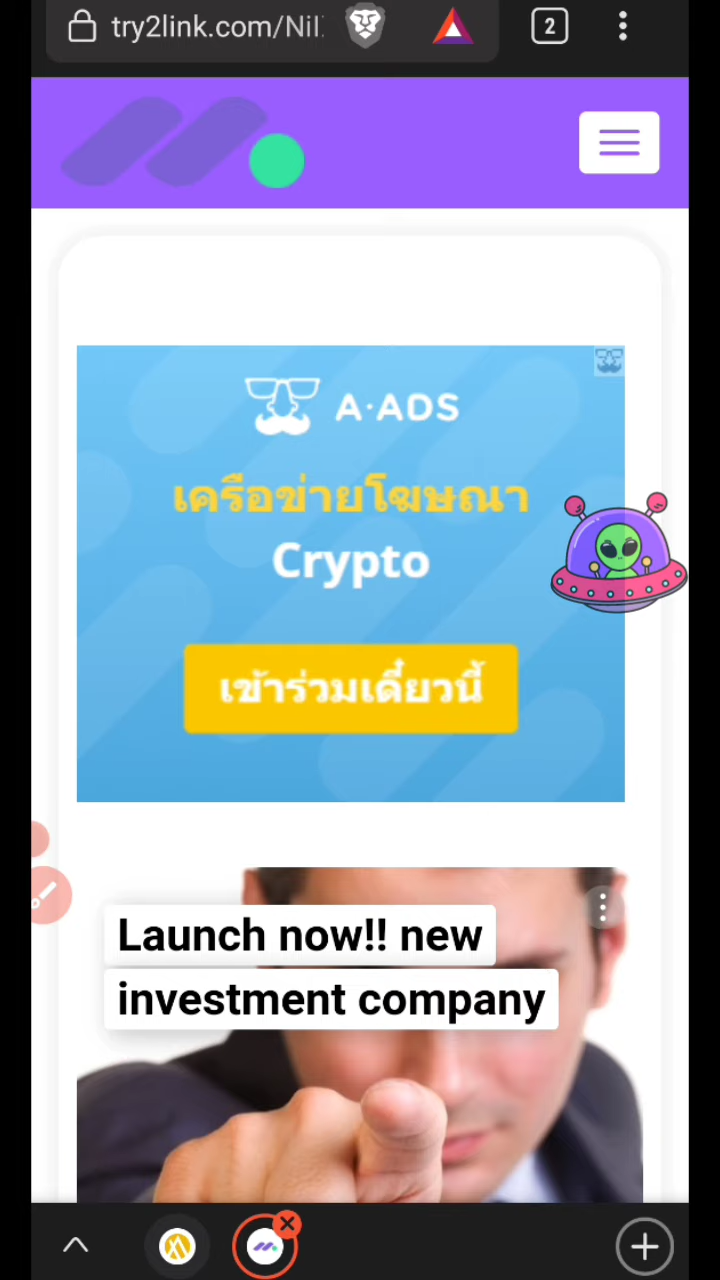 try2link.com/Nil
2
A-ADS
เครือข่ายโฆษณา
Crypto
เข้าร่วมเดี๋ยวนี้
Launch now!! new
investment company